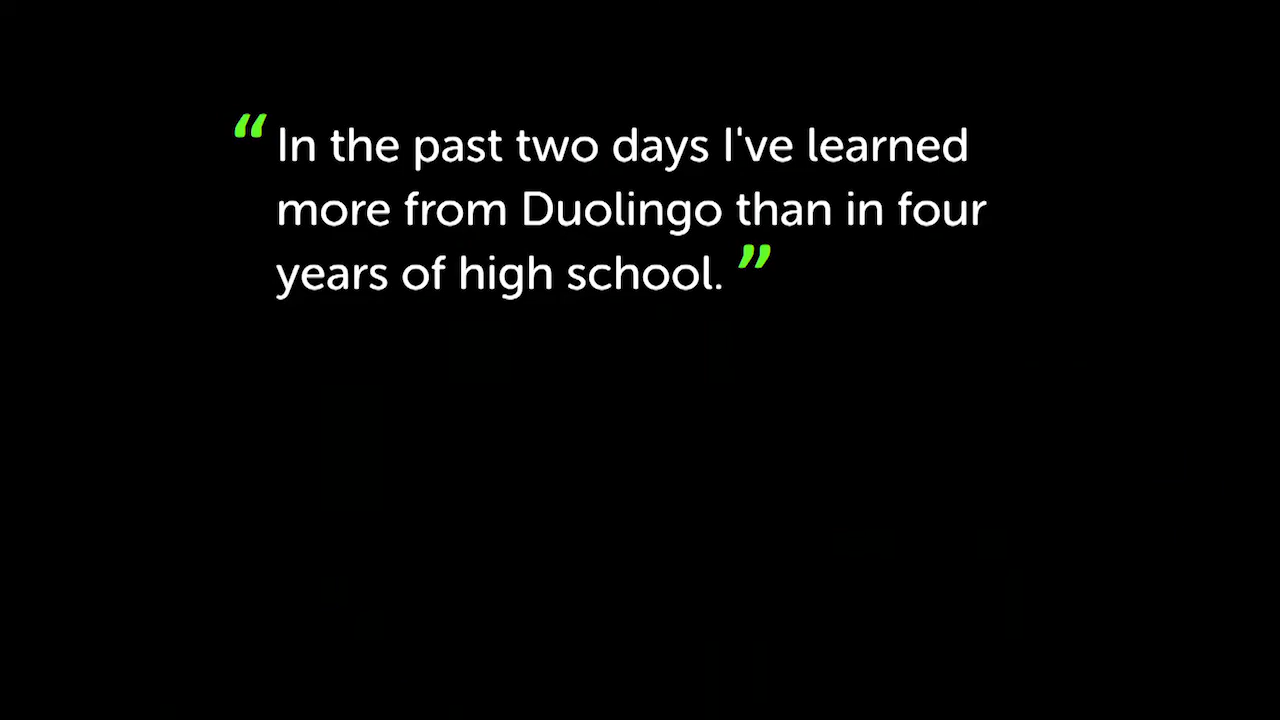 “In the past two days I've learned
more from Duolingo than in four
years of high school.”